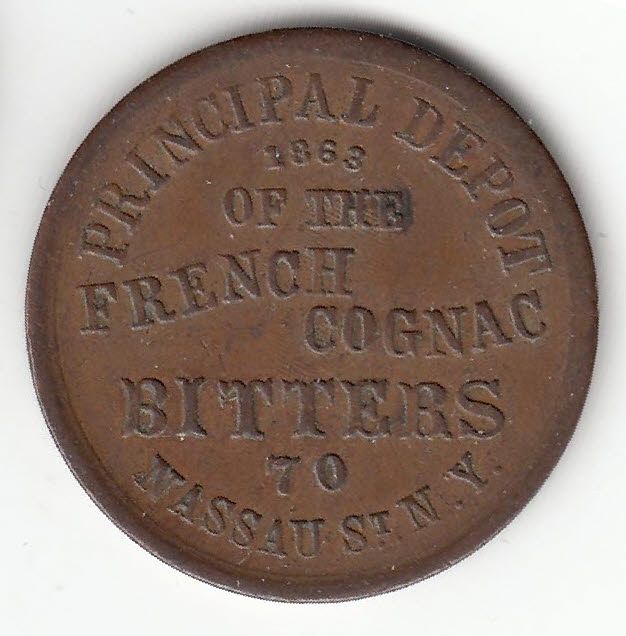 PRINCIPAL DEPOT
1863
OF THE
FRENCH
COGNAC
BITTERS
70
NASSAU ST. N.Y.